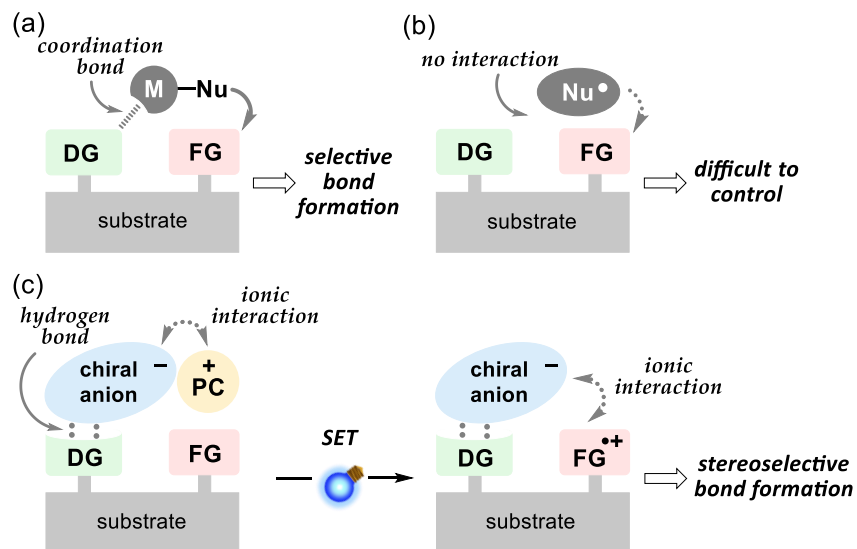 (a)
coordination
bond
M
Nu
DG
FG
substrate
selective
bond
formation
(b)
no interaction
Nu•
DG
FG
substrate
difficult to
control
(c)
hydrogen
bond
ionic
interaction
chiral
anion
−
+
PC
DG
FG
substrate
SET
chiral
anion
−
ionic
interaction
DG
FG•+
substrate
stereoselective
bond formation